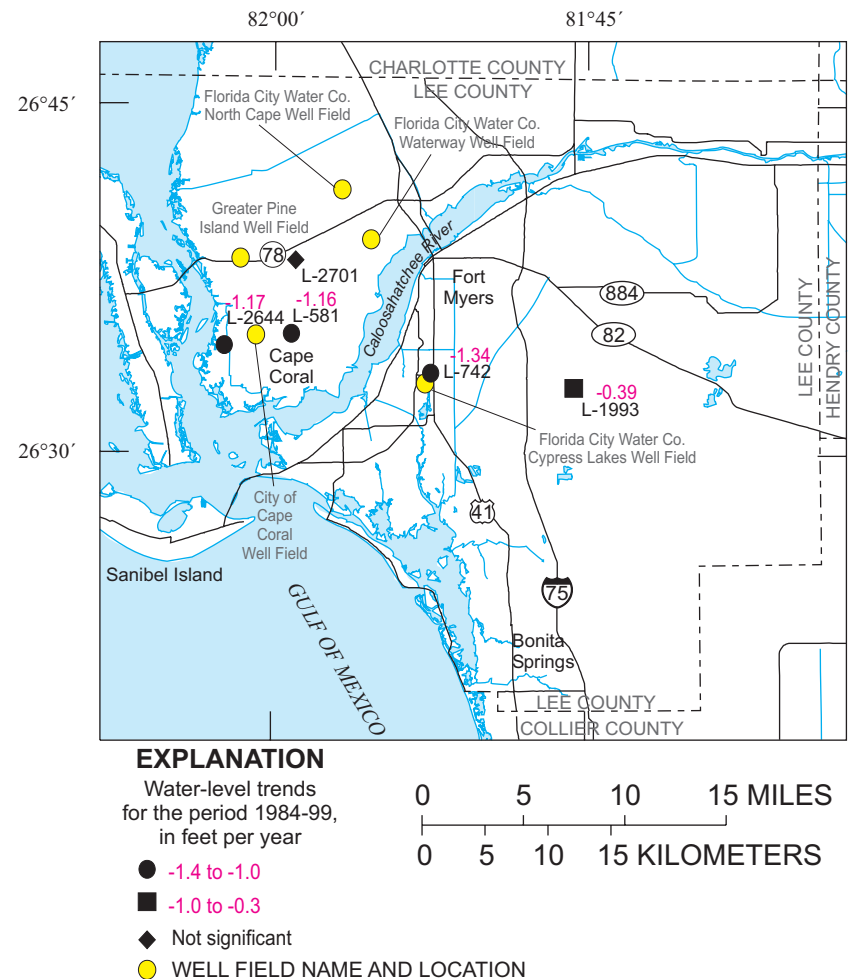 82°00´
81°45´
26°45´
CHARLOTTE COUNTY
LEE COUNTY
Florida City Water Co.
North Cape Well Field
Florida City Water Co.
Waterway Well Field
Greater Pine
Island Well Field
78
L-2701
Caloosahatchee River
Fort
Myers
884
82
LEE COUNTY
HENDRY COUNTY
-1.17
L-2644
-1.16
L-581
Cape
Coral
-1.34
L-742
-0.39
L-1993
26°30´
Florida City Water Co.
Cypress Lakes Well Field
City of
Cape
Coral
Well Field
41
Sanibel Island
75
GULF OF MEXICO
Bonita
Springs
LEE COUNTY
COLLIER COUNTY
EXPLANATION
Water-level trends
for the period 1984-99,
in feet per year
-1.4 to -1.0
-1.0 to -0.3
Not significant
WELL FIELD NAME AND LOCATION
0 5 10 15 MILES
0 5 10 15 KILOMETERS